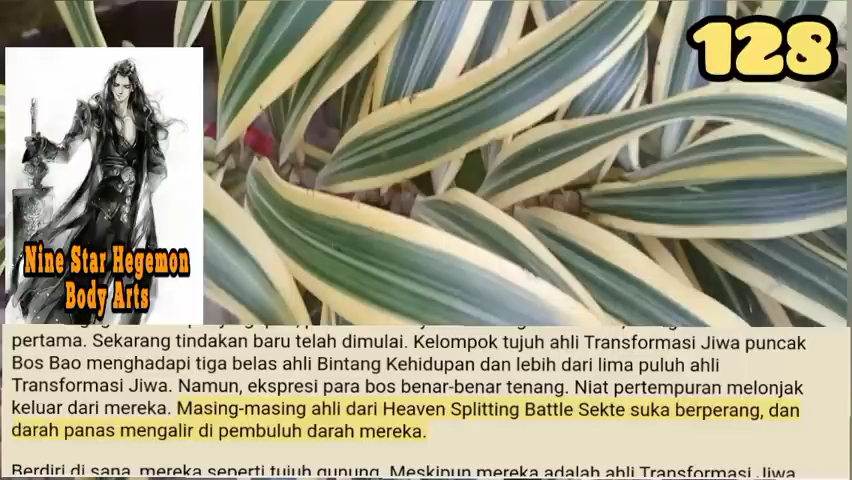 128
Nine Star Hegemon
Body Arts
pertama. Sekarang tindakan baru telah dimulai. Kelompok tujuh ahli Transformasi Jiwa puncak
Bos Bao menghadapi tiga belas ahli Bintang Kehidupan dan lebih dari lima puluh ahli
Transformasi Jiwa. Namun, ekspresi para bos benar-benar tenang. Niat pertempuran melonjak
keluar dari mereka. Masing-masing ahli dari Heaven Splitting Battle Sekte suka berperang, dan
darah panas mengalir di pembuluh darah mereka.
Berdiri di sana, mereka seperti tujuh gunung. Meskipun mereka adalah ahli Transformasi Jiwa